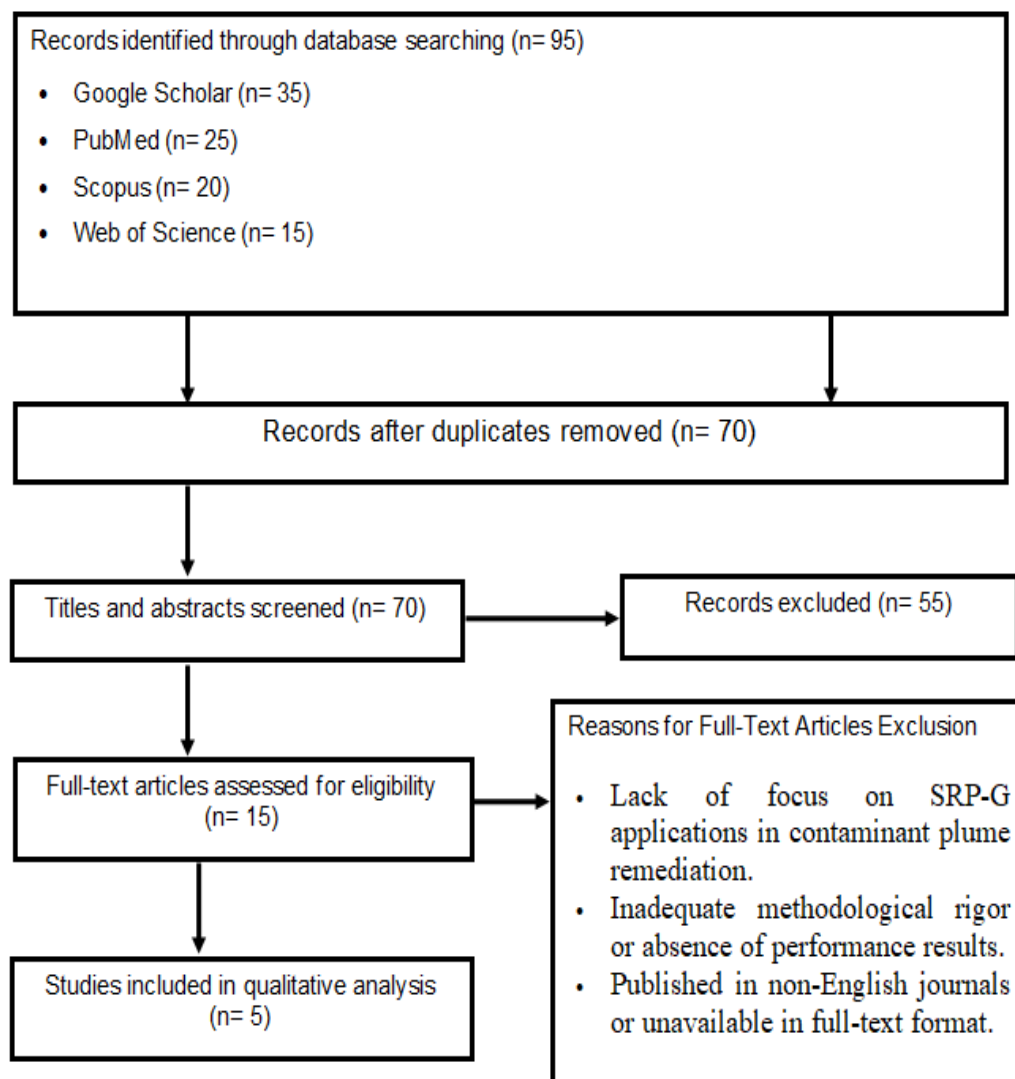 Records identified through database searching (n= 95)
• Google Scholar (n= 35)
• PubMed (n= 25)
• Scopus (n= 20)
• Web of Science (n= 15)
Records after duplicates removed (n= 70)
Titles and abstracts screened (n= 70)
Records excluded (n= 55)
Full-text articles assessed for eligibility
(n= 15)
Reasons for Full-Text Articles Exclusion
• Lack of focus on SRP-G
applications in contaminant plume
remediation.
• Inadequate methodological rigor
or absence of performance results.
• Published in non-English journals
or unavailable in full-text format.
Studies included in qualitative analysis
(n= 5)